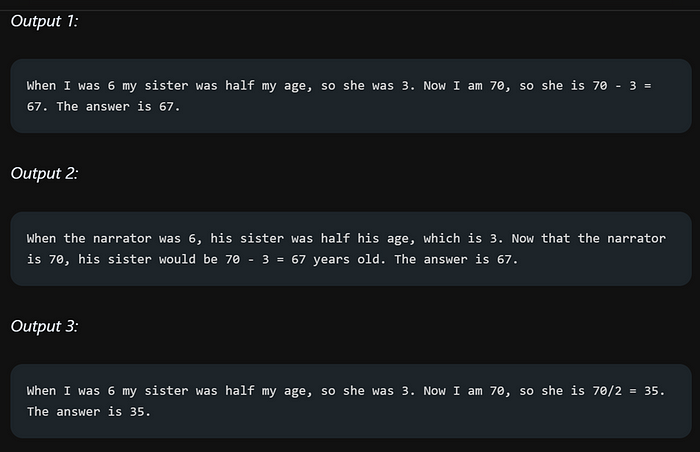 Output 1:
When I was 6 my sister was half my age, so she was 3. Now I am 70, so she is 70 - 3 =
67. The answer is 67.
Output 2:
When the narrator was 6, his sister was half his age, which is 3. Now that the narrator
is 70, his sister would be 70 - 3 = 67 years old. The answer is 67.
Output 3:
When I was 6 my sister was half my age, so she was 3. Now I am 70, so she is 70/2 = 35.
The answer is 35.